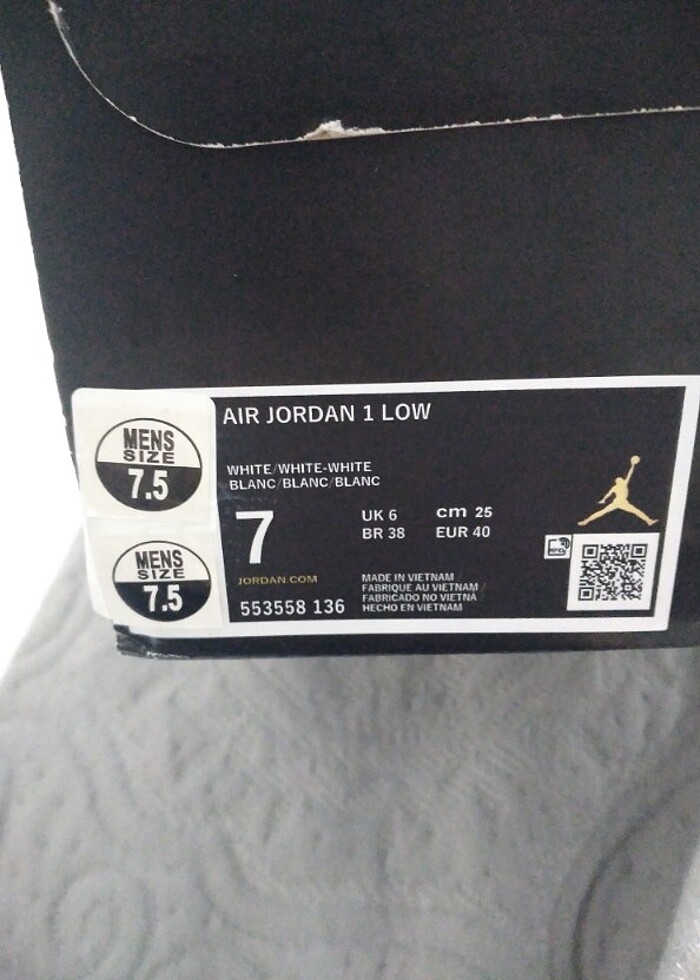 AIR JORDAN 1 LOW
MENS
SIZE
7.5
WHITE/WHITE-WHITE
BLANC/BLANC/BLANC
7
UK 6
cm 25
BR 38
EUR 40
MENS
SIZE
7.5
JORDAN.COM
553558 136
MADE IN VIETNAM /
FABRIQUE AU VIETNAM /
FABRICADO NO VIETNA
HECHO EN VIETNAM